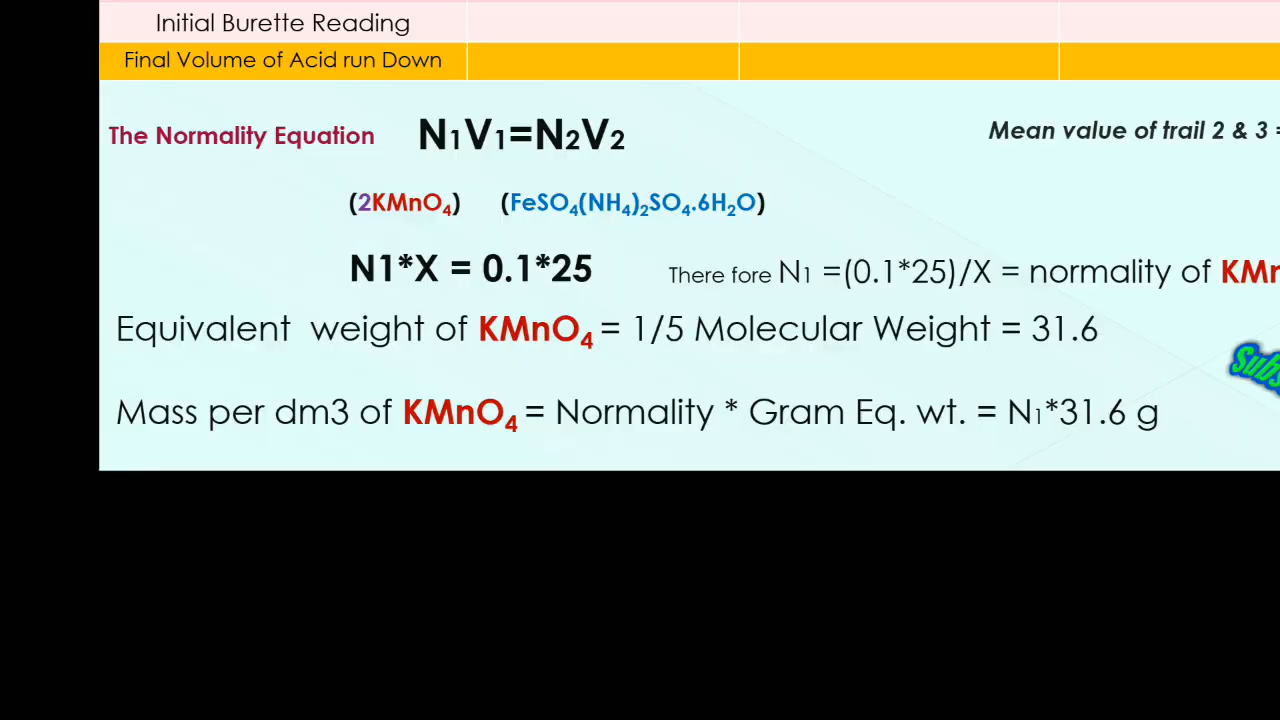 Initial Burette Reading
Final Volume of Acid run Down
The Normality Equation N₁V₁=N₂V₂ Mean value of trail 2 & 3 =
(2KMnO₄) (FeSO₄(NH₄)₂SO₄.6H₂O)
N1*X = 0.1*25 There fore N₁ =(0.1*25)/X = normality of
Equivalent weight of KMnO₄ = 1/5 Molecular Weight = 31.6
Mass per dm3 of KMnO₄ = Normality * Gram Eq. wt. = N₁*31.6 g